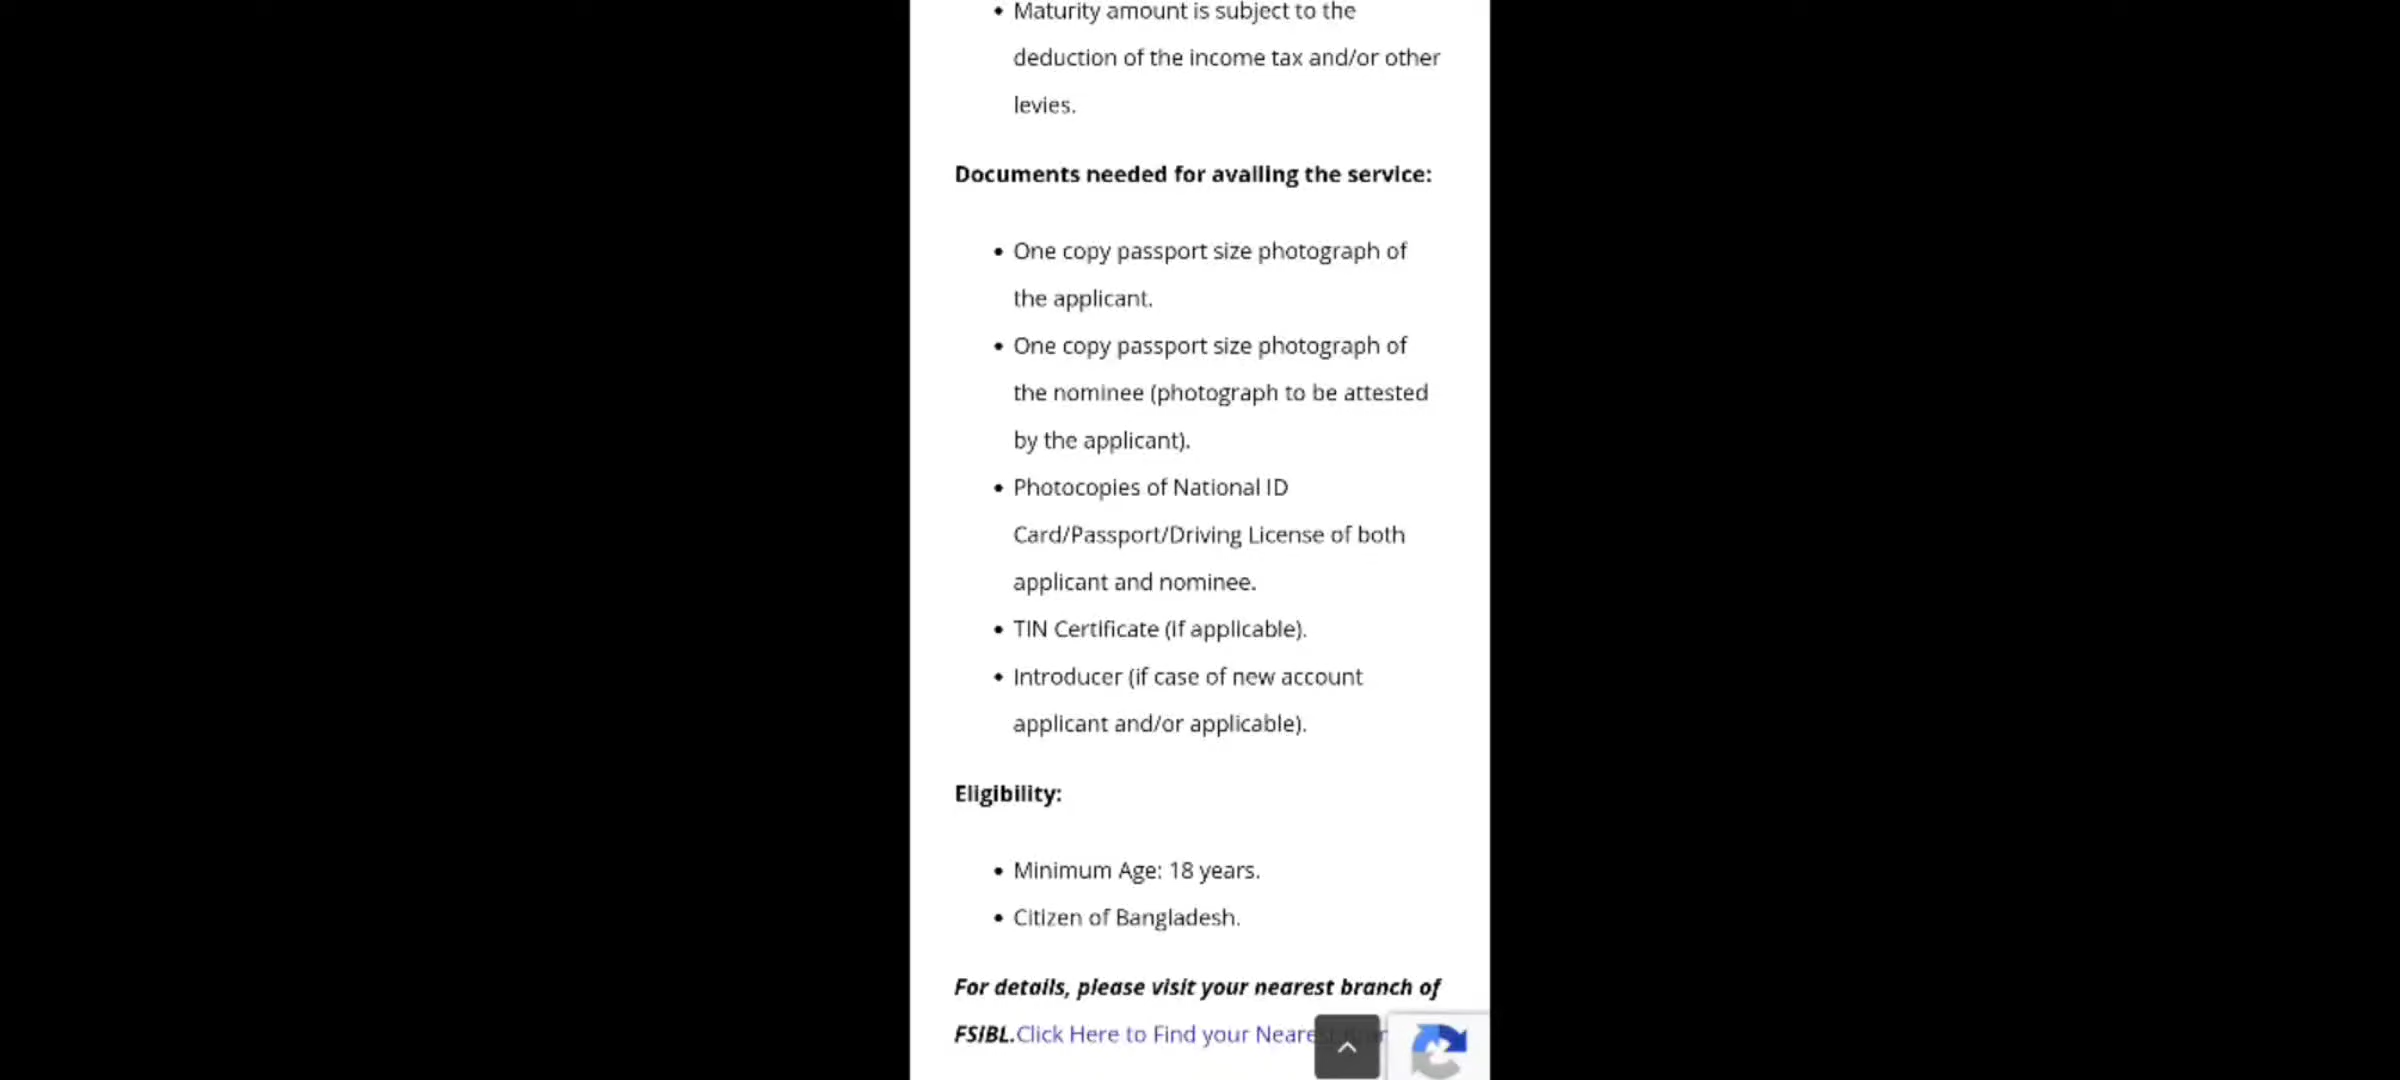 • Maturity amount is subject to the
deduction of the income tax and/or other
levies.
Documents needed for availing the service:
• One copy passport size photograph of
the applicant.
• One copy passport size photograph of
the nominee (photograph to be attested
by the applicant).
• Photocopies of National ID
Card/Passport/Driving License of both
applicant and nominee.
• TIN Certificate (if applicable).
• Introducer (if case of new account
applicant and/or applicable).
Eligibility:
• Minimum Age: 18 years.
• Citizen of Bangladesh.
For details, please visit your nearest branch of
FSIBL.Click Here to Find your